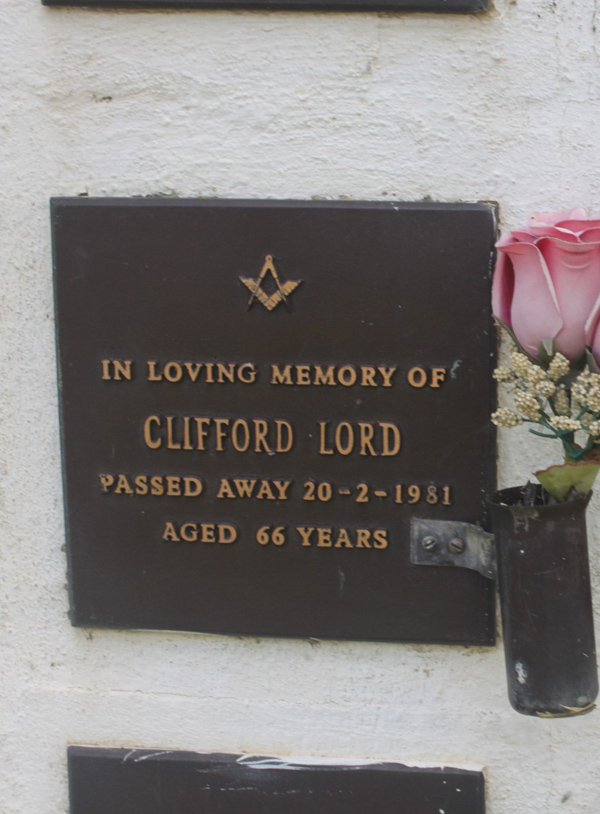 IN LOVING MEMORY OF
CLIFFORD LORD
PASSED AWAY 20-2-1981
AGED 66 YEARS